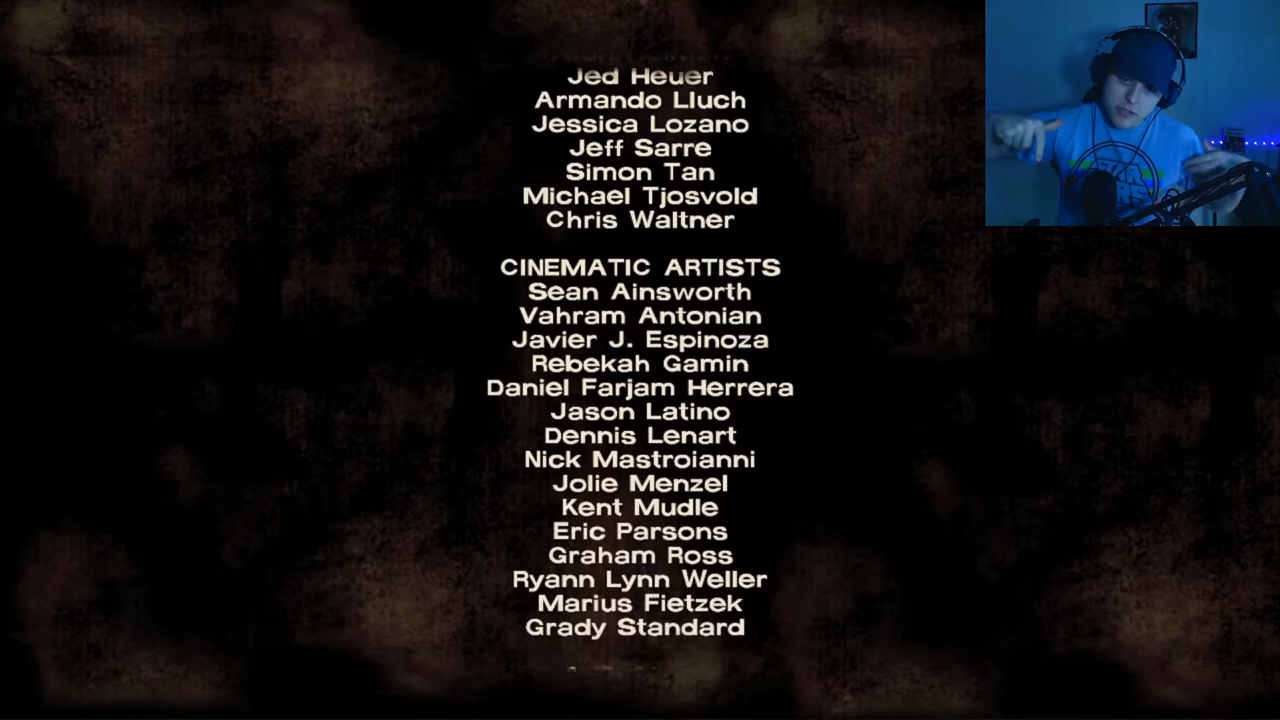 Jed Heuer
Armando Lluch
Jessica Lozano
Jeff Sarre
Simon Tan
Michael Tjosvold
Chris Waltner
CINEMATIC ARTISTS
Sean Ainsworth
Vahram Antonian
Javier J. Espinoza
Rebekah Gamin
Daniel Farjam Herrera
Jason Latino
Dennis Lenart
Nick Mastroianni
Jolie Menzel
Kent Mudle
Eric Parsons
Graham Ross
Ryann Lynn Weller
Marius Fietzek
Grady Standard